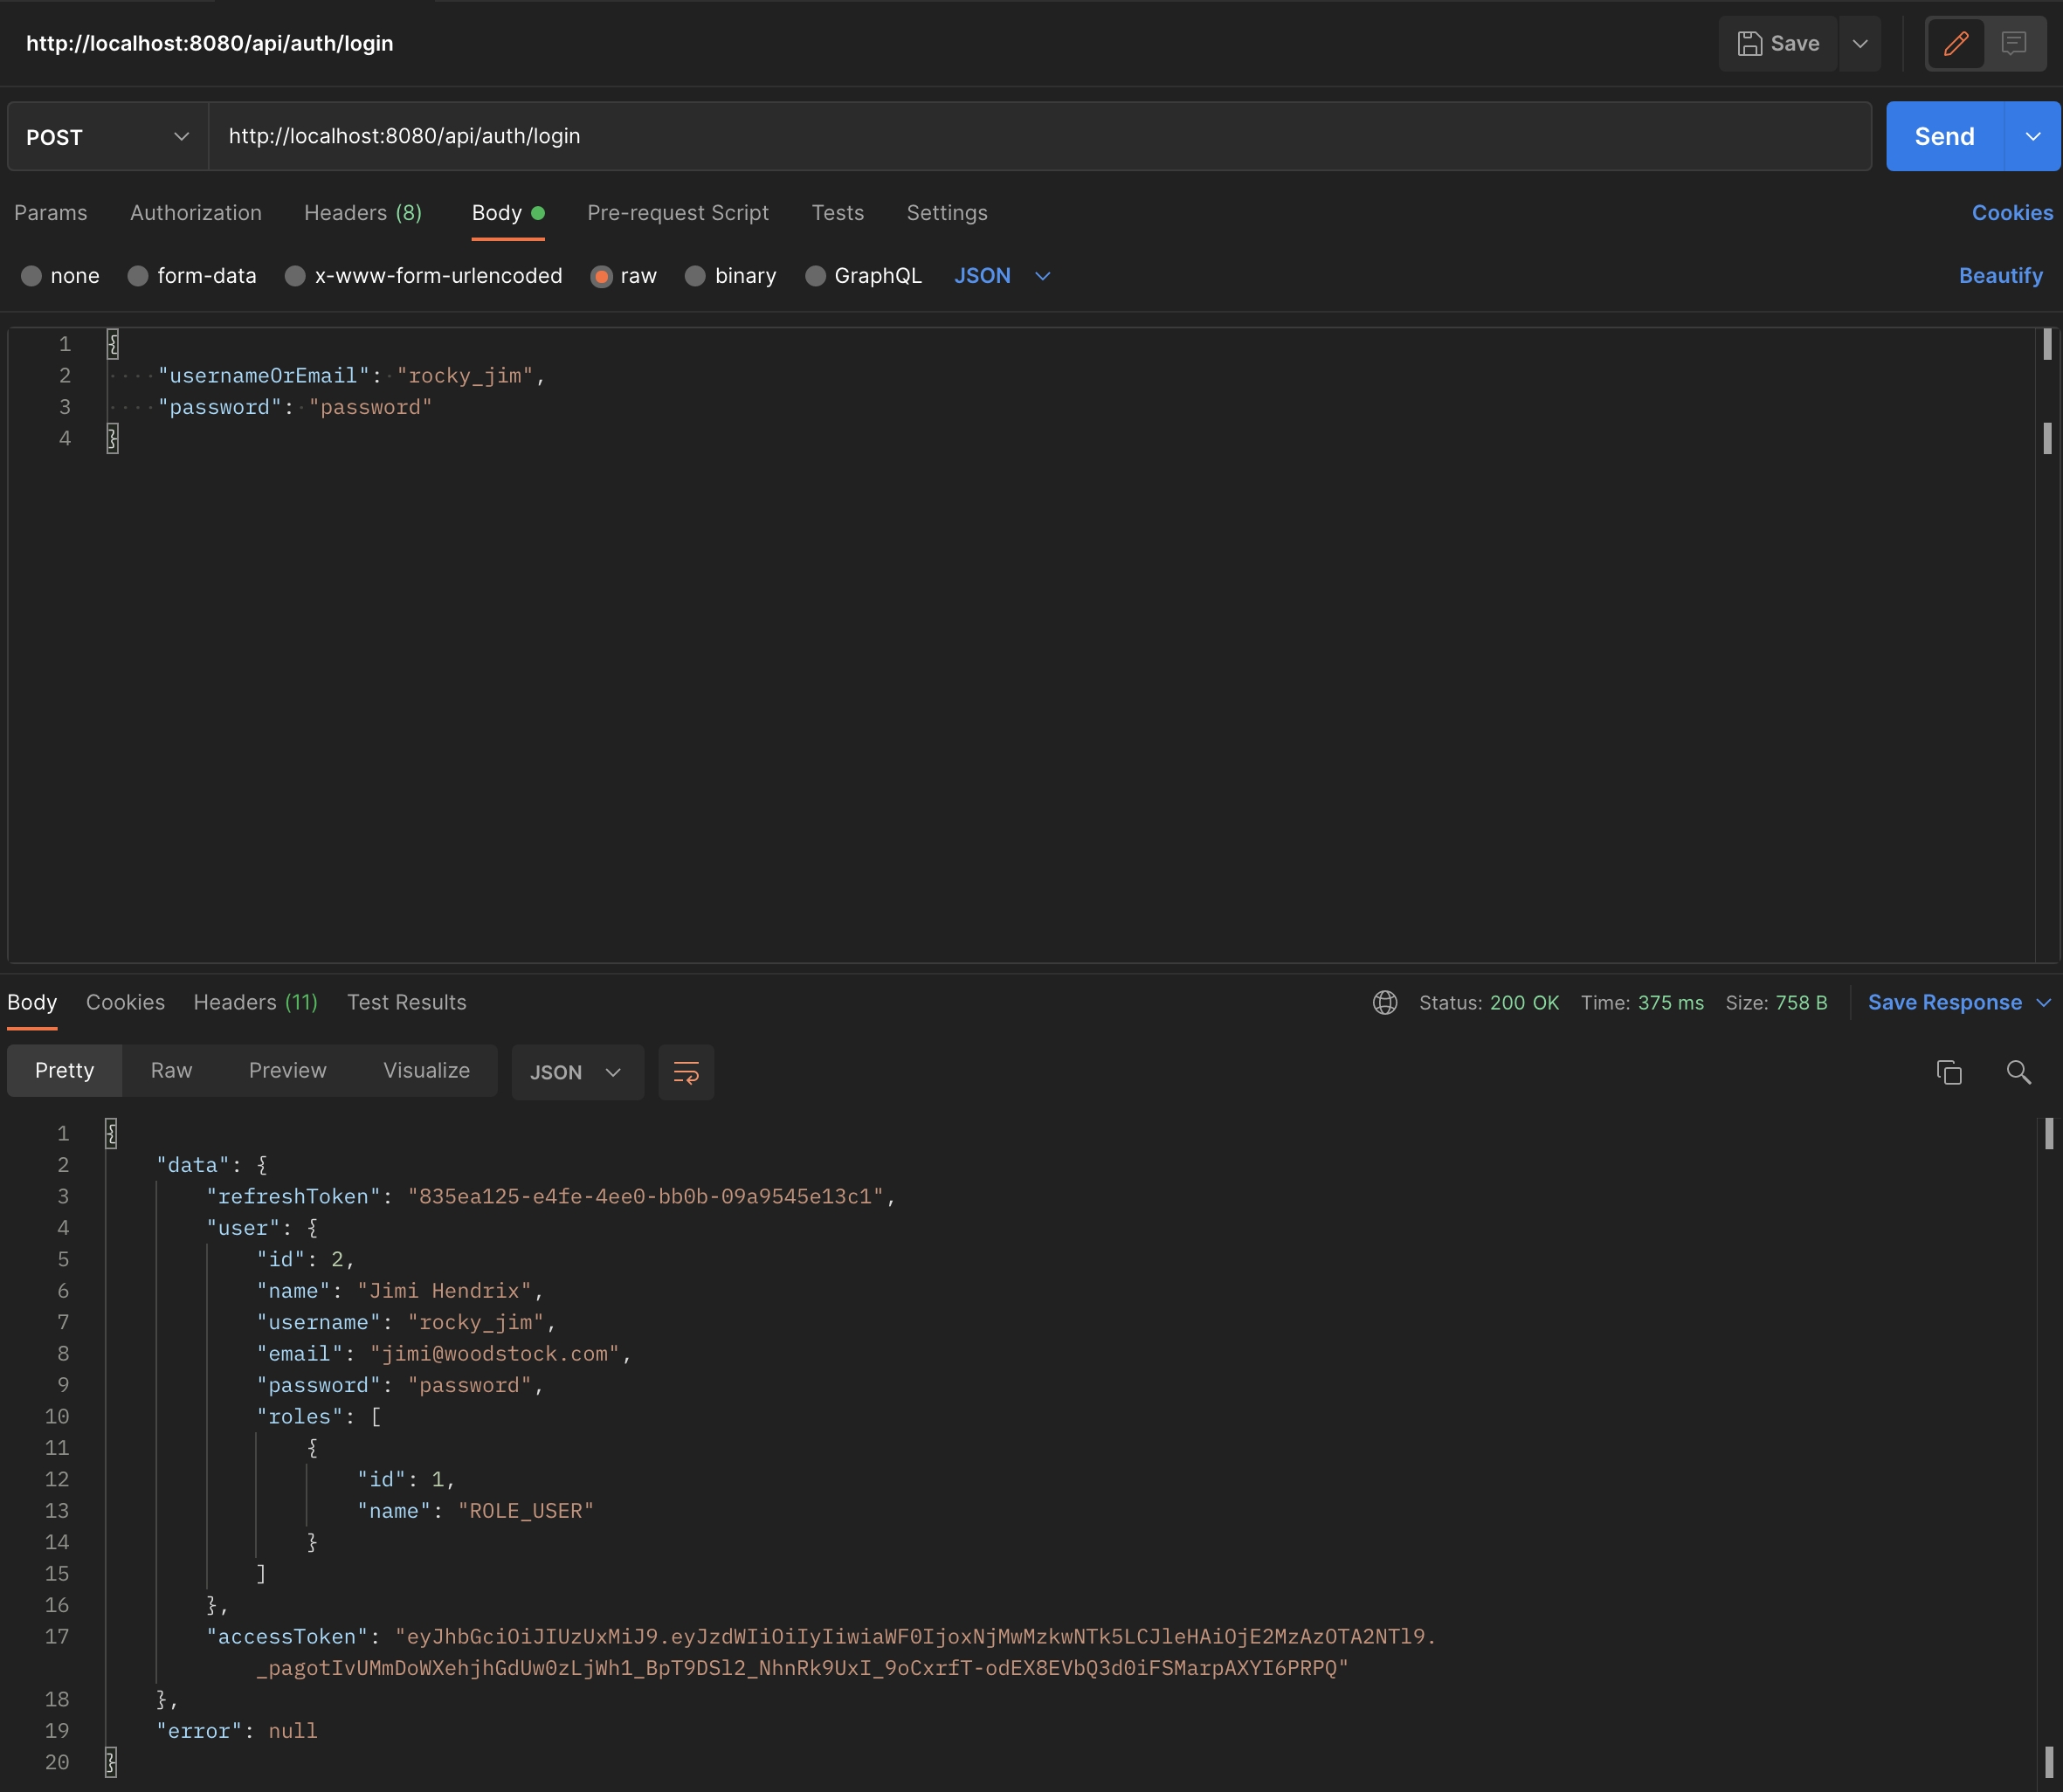 http://localhost:8080/api/auth/login
Save
POST
http://localhost:8080/api/auth/login
Send
Params Authorization Headers (8) Body Pre-request Script Tests Settings Cookies
none form-data x-www-form-urlencoded raw binary GraphQL JSON Beautify
1 {
2 "usernameOrEmail": "rocky_jim",
3 "password": "password"
4 }
Body Cookies Headers (11) Test Results Status: 200 OK Time: 375 ms Size: 758 B Save Response
Pretty Raw Preview Visualize JSON
1 {
2 "data": {
3 "refreshToken": "835ea125-e4fe-4ee0-bb0b-09a9545e13c1",
4 "user": {
5 "id": 2,
6 "name": "Jimi Hendrix",
7 "username": "rocky_jim",
8 "email": "jimi@woodstock.com",
9 "password": "password",
10 "roles": [
11 {
12 "id": 1,
13 "name": "ROLE_USER"
14 }
15 ]
16 },
17 "accessToken": "eyJhbGciOiJIUzUxMiJ9.eyJzdWIiOiIyIiwiaWF0IjoxNjMwMzkwNTk5LCJleHAiOjE2MzAzOTA2NTl9.
_pagotIvUMmDoWXehjhGdUw0zLjWh1_BpT9DSl2_NhnRk9UxI_9oCxrfT-odEX8EVbQ3d0iFSMarpAXYI6PRPQ"
18 },
19 "error": null
20 }